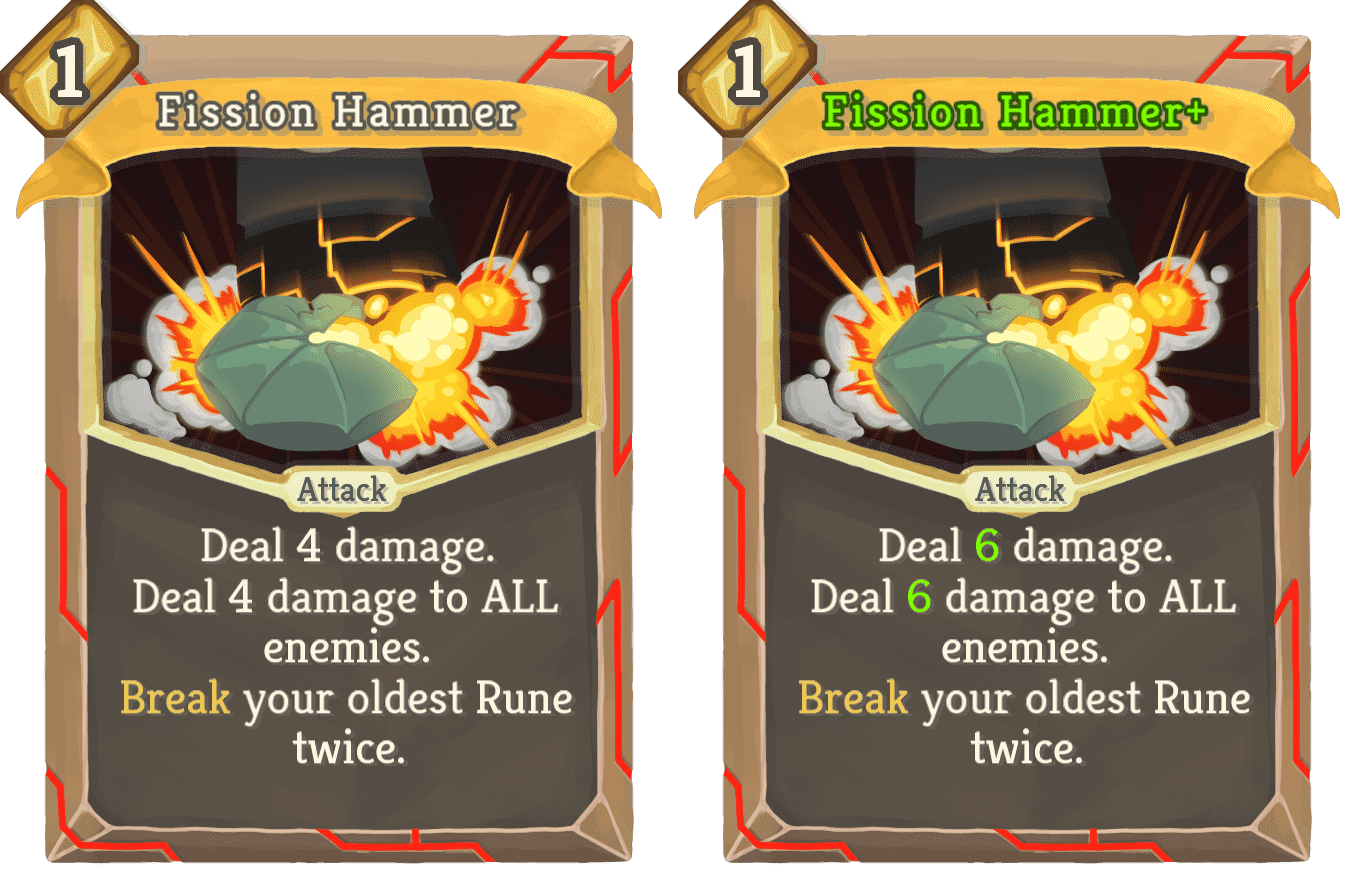 1
Fission Hammer
Attack
Deal 4 damage.
Deal 4 damage to ALL
enemies.
Break your oldest Rune
twice.
1
Fission Hammer+
Attack
Deal 6 damage.
Deal 6 damage to ALL
enemies.
Break your oldest Rune
twice.